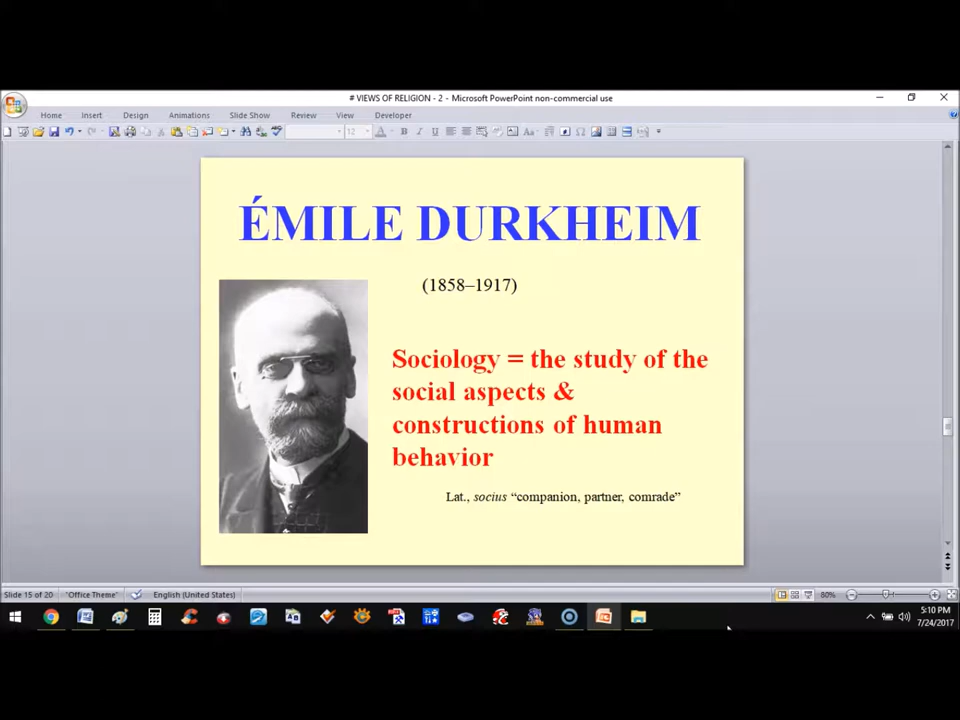 # VIEWS OF RELIGION - 2 - Microsoft PowerPoint non-commercial use
Home Insert Design Animations Slide Show Review View Developer
12
ÉMILE DURKHEIM
(1858–1917)
Sociology = the study of the
social aspects &
constructions of human
behavior
Lat., socius “companion, partner, comrade”
Slide 15 of 20 "Office Theme" English (United States) 80%
5:10 PM
7/24/2017